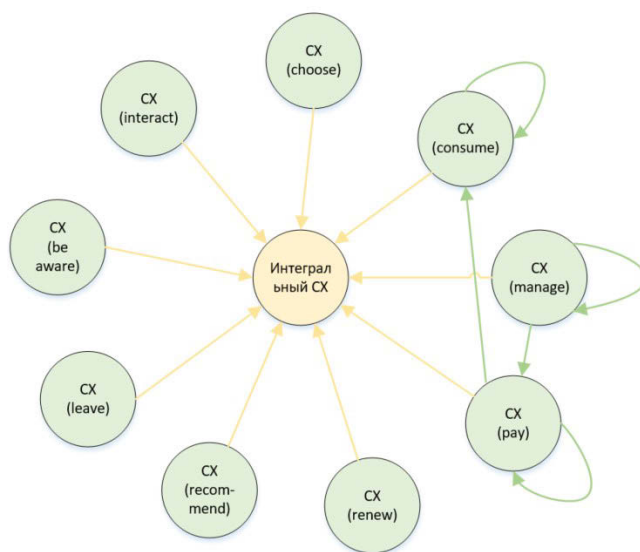 CX
(choose)
CX
(interact)
CX
(consume)
CX
(be
aware)
Интеграл
ьный CX
CX
(manage)
CX
(leave)
CX
(pay)
CX
(recom-
mend)
CX
(renew)